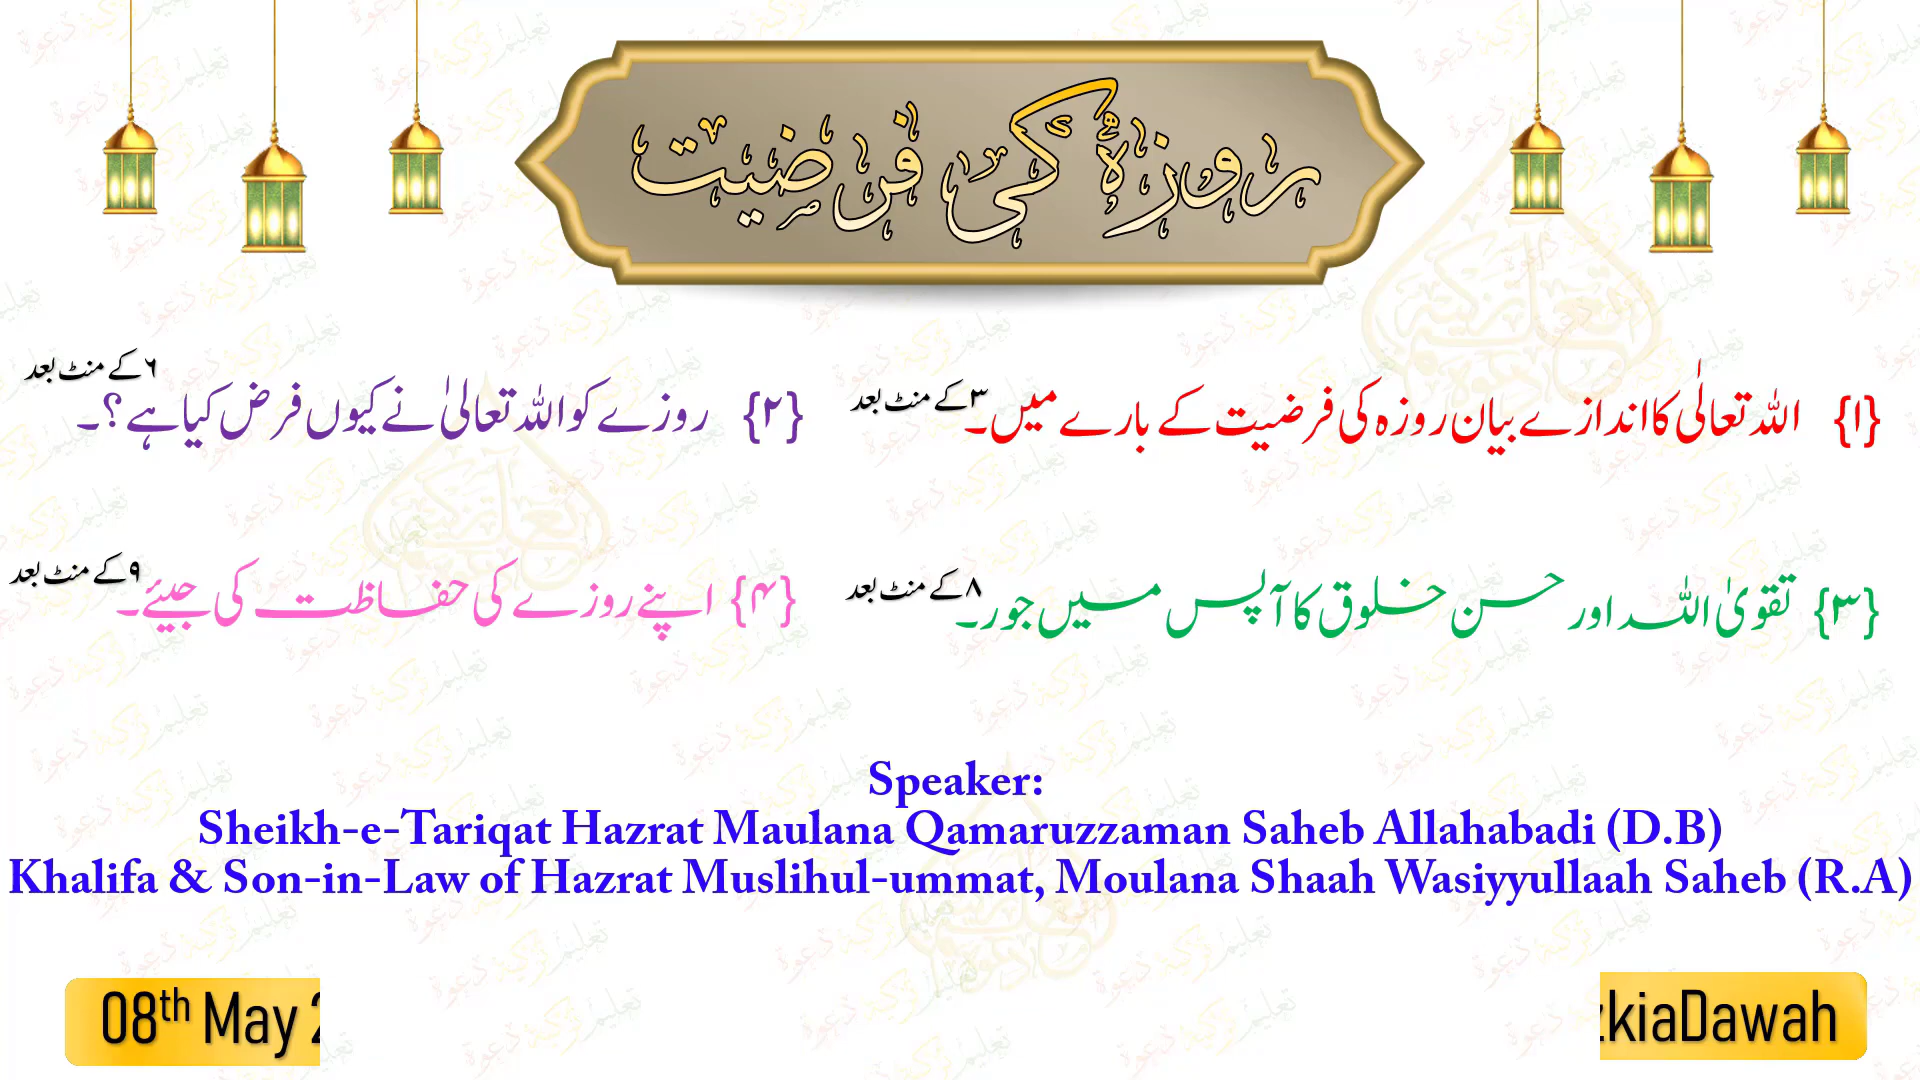 روزہ کی فرضیت
{۱} اللہ تعالٰی کا اندازے بیان روزہ کی فرضیت کے بارے میں۔ ۳ کے منٹ بعد
{۲} روزے کو اللہ تعالیٰ نے کیوں فرض کیا ہے؟۔ ۶ کے منٹ بعد
{۳} تقویٰ اللہ اور حسن خلوق کا آپس میں جور۔ ۸ کے منٹ بعد
{۴} اپنے روزے کی حفاظت کی جیئے۔ ۹ کے منٹ بعد
Speaker:
Sheikh-e-Tariqat Hazrat Maulana Qamaruzzaman Saheb Allahabadi (D.B)
Khalifa & Son-in-Law of Hazrat Muslihul-ummat, Moulana Shaah Wasiyyullaah Saheb (R.A)
08th May
zkiaDawah